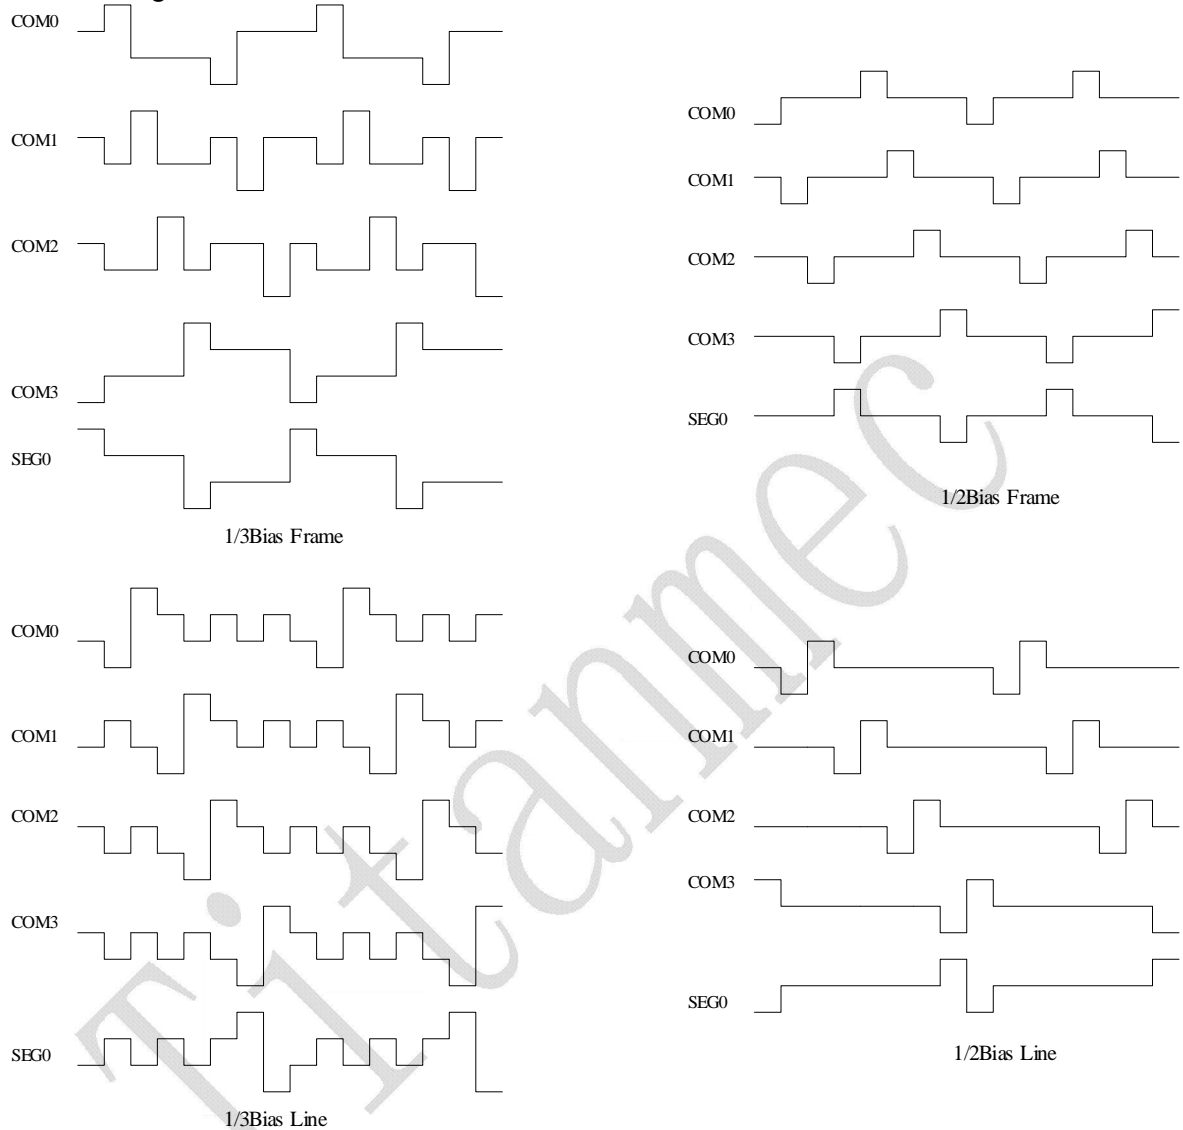 COM0
COM1
COM2
COM3
SEG0
1/3Bias Frame
COM0
COM1
COM2
COM3
SEG0
1/2Bias Frame
COM0
COM1
COM2
COM3
SEG0
1/3Bias Line
COM0
COM1
COM2
COM3
SEG0
1/2Bias Line
Titanmec